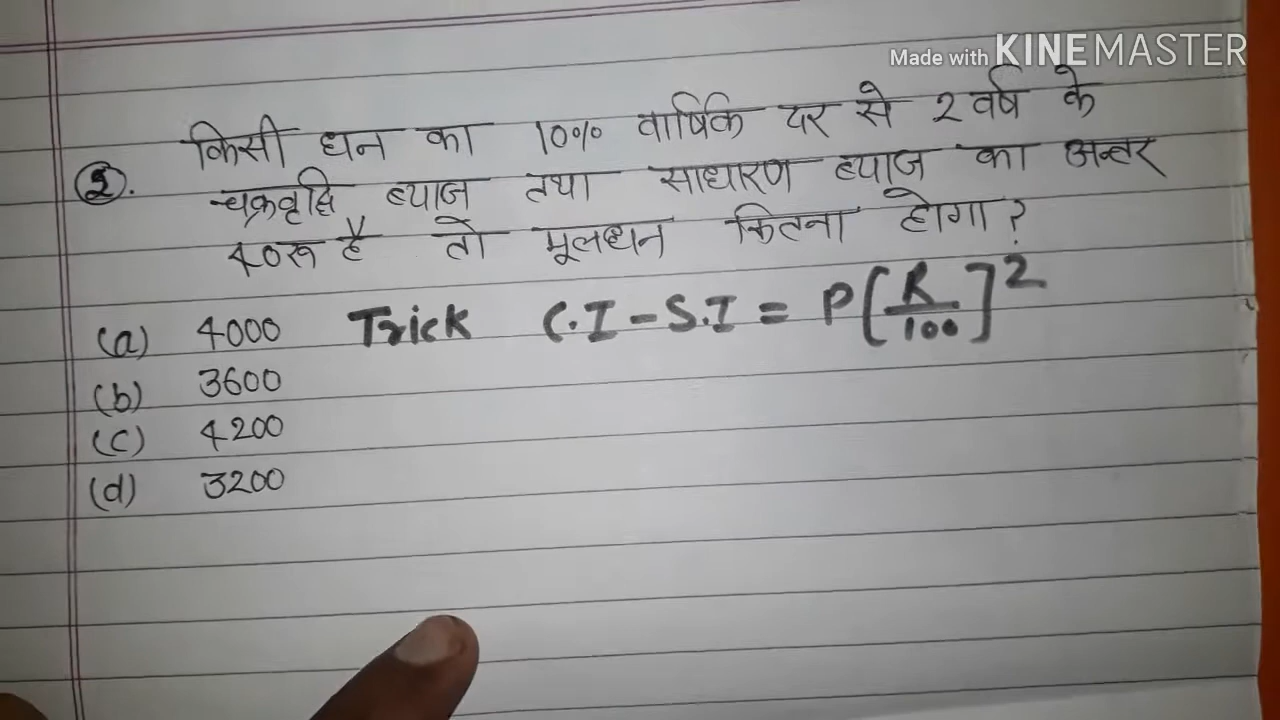 Made with KINEMASTER
किसी धन का 10% वार्षिक दर से 2 वर्ष के
2. चक्रवृद्धि ब्याज तथा साधारण ब्याज का अन्तर
40रू है तो मूलधन कितना होगा?
(a) 4000 Trick C.I - S.I = P[R/100]²
(b) 3600
(c) 4200
(d) 3200